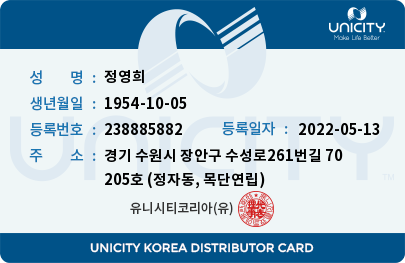 UNICITY
Make Life Better
성 명 : 정영희
생년월일 : 1954-10-05
등록번호 : 238885882 등록일자 : 2022-05-13
주 소 : 경기 수원시 장안구 수성로261번길 70
205호 (정자동, 목단연립)
유니시티코리아(유)
UNICITY
UNICITY KOREA DISTRIBUTOR CARD